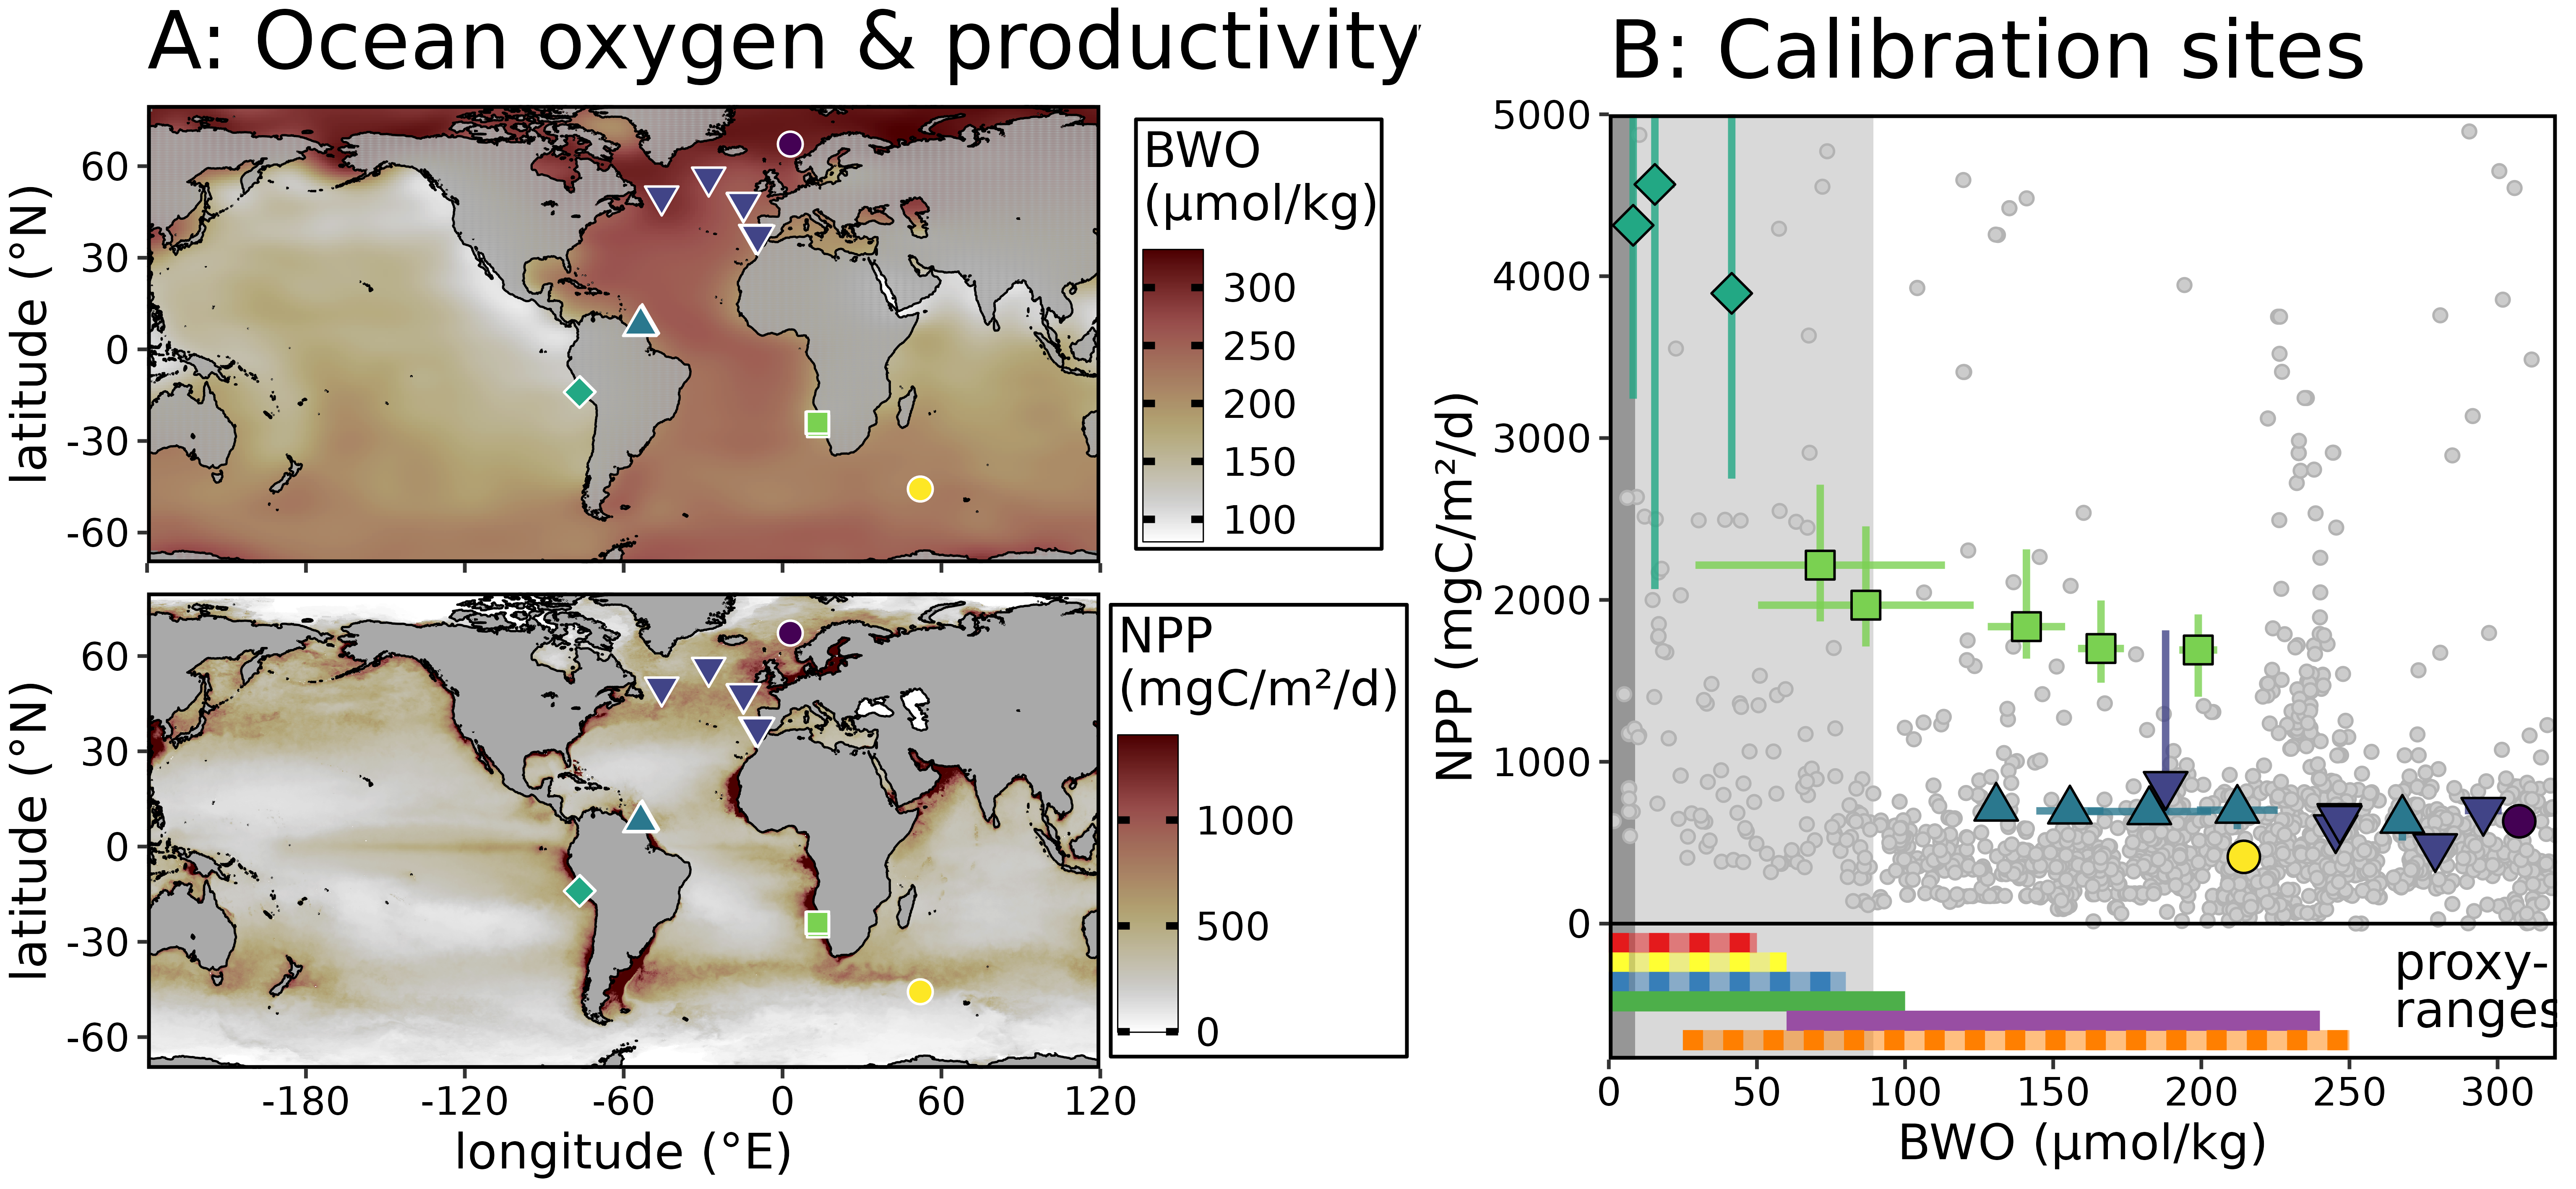 A: Ocean oxygen & productivity
B: Calibration sites
latitude (°N)
60
30
0
-30
-60
BWO
(µmol/kg)
300
250
200
150
100
latitude (°N)
60
30
0
-30
-60
-180
-120
-60
0
60
120
longitude (°E)
NPP
(mgC/m²/d)
1000
500
0
NPP (mgC/m²/d)
5000
4000
3000
2000
1000
0
proxy-
ranges
0
50
100
150
200
250
300
BWO (µmol/kg)